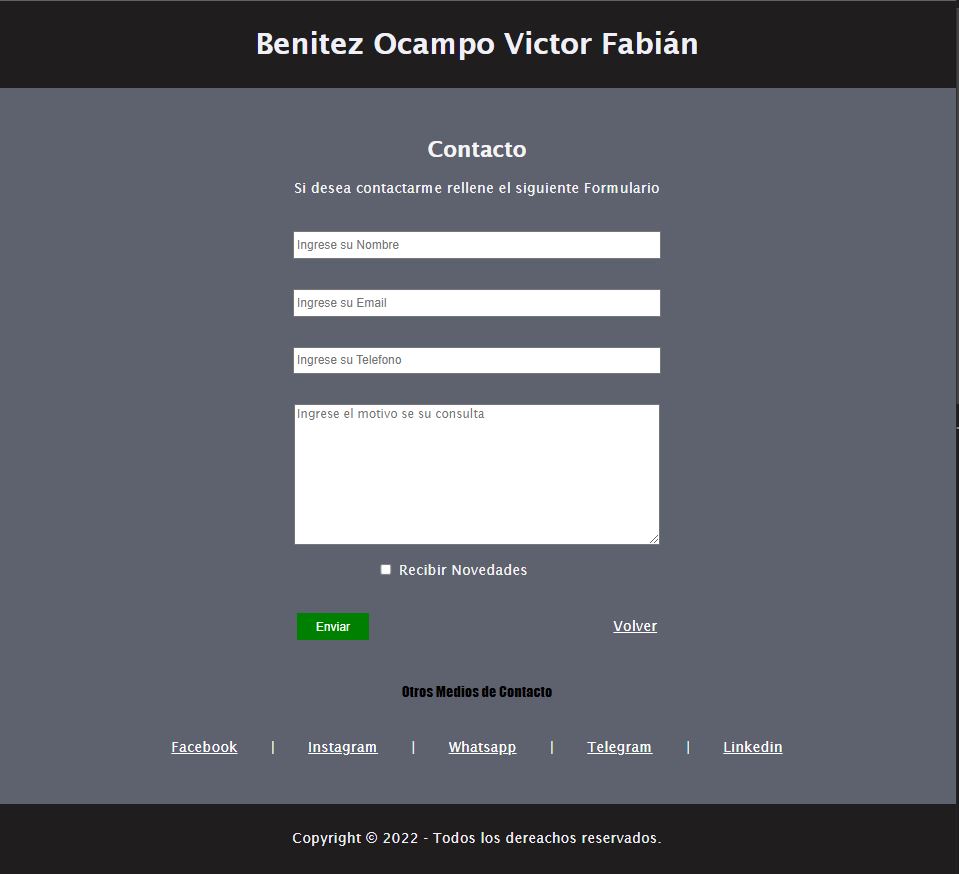 Benitez Ocampo Victor Fabián
Contacto
Si desea contactarme rellene el siguiente Formulario
Ingrese su Nombre
Ingrese su Email
Ingrese su Telefono
Ingrese el motivo se su consulta
Recibir Novedades
Enviar Volver
Otros Medios de Contacto
Facebook | Instagram | Whatsapp | Telegram | Linkedin
Copyright © 2022 - Todos los dereachos reservados.